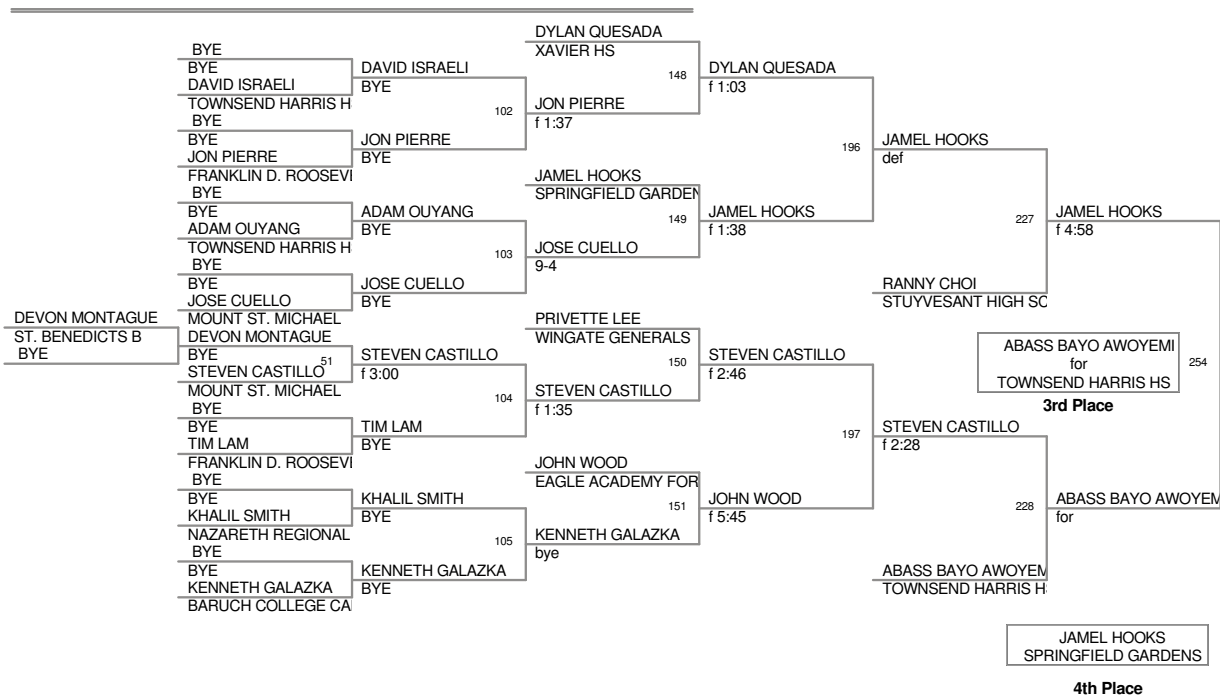 DYLAN QUESADA
XAVIER HS
BYE
BYE
DAVID ISRAELI
TOWNSEND HARRIS H
BYE
BYE
JON PIERRE
FRANKLIN D. ROOSEVI
BYE
BYE
ADAM OUYANG
TOWNSEND HARRIS H
BYE
BYE
JOSE CUELLO
MOUNT ST. MICHAEL
DEVON MONTAGUE
ST. BENEDICTS B
BYE
DEVON MONTAGUE
BYE
51
STEVEN CASTILLO
MOUNT ST. MICHAEL
BYE
BYE
TIM LAM
FRANKLIN D. ROOSEVI
BYE
BYE
KHALIL SMITH
NAZARETH REGIONAL
BYE
BYE
KENNETH GALAZKA
BARUCH COLLEGE CA
DAVID ISRAELI
BYE
102
JON PIERRE
BYE
ADAM OUYANG
BYE
103
JOSE CUELLO
BYE
STEVEN CASTILLO
f 3:00
104
TIM LAM
BYE
KHALIL SMITH
BYE
105
KENNETH GALAZKA
BYE
148
JON PIERRE
f 1:37
JAMEL HOOKS
SPRINGFIELD GARDEN
149
JOSE CUELLO
9-4
PRIVETTE LEE
WINGATE GENERALS
150
STEVEN CASTILLO
f 1:35
JOHN WOOD
EAGLE ACADEMY FOR
151
KENNETH GALAZKA
bye
DYLAN QUESADA
f 1:03
196
JAMEL HOOKS
f 1:38
STEVEN CASTILLO
f 2:46
197
JOHN WOOD
f 5:45
JAMEL HOOKS
def
227
RANNY CHOI
STUYVESANT HIGH SC
STEVEN CASTILLO
f 2:28
228
ABASS BAYO AWOYEM
TOWNSEND HARRIS H
JAMEL HOOKS
f 4:58
ABASS BAYO AWOYEMI
for
TOWNSEND HARRIS HS
254
3rd Place
ABASS BAYO AWOYEM
for
JAMEL HOOKS
SPRINGFIELD GARDENS
4th Place